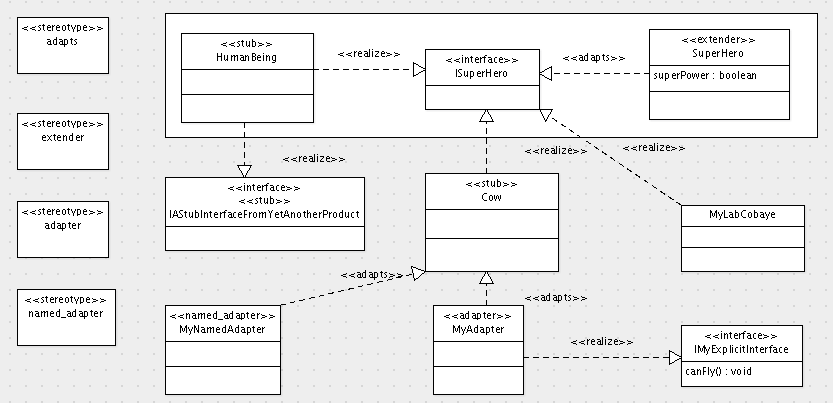 <<stereotype>>
adapts
<<stereotype>>
extender
<<stereotype>>
adapter
<<stereotype>>
named_adapter
<<stub>>
HumanBeing
<<realize>>
<<interface>>
ISuperHero
<<adapts>>
<<extender>>
SuperHero
superPower : boolean
<<realize>>
<<realize>>
<<realize>>
<<interface>>
<<stub>>
IAStubInterfaceFromYetAnotherProduct
<<stub>>
Cow
MyLabCobaye
<<adapts>>
<<adapts>>
<<named_adapter>>
MyNamedAdapter
<<adapter>>
MyAdapter
<<realize>>
<<interface>>
IMyExplicitInterface
canFly() : void